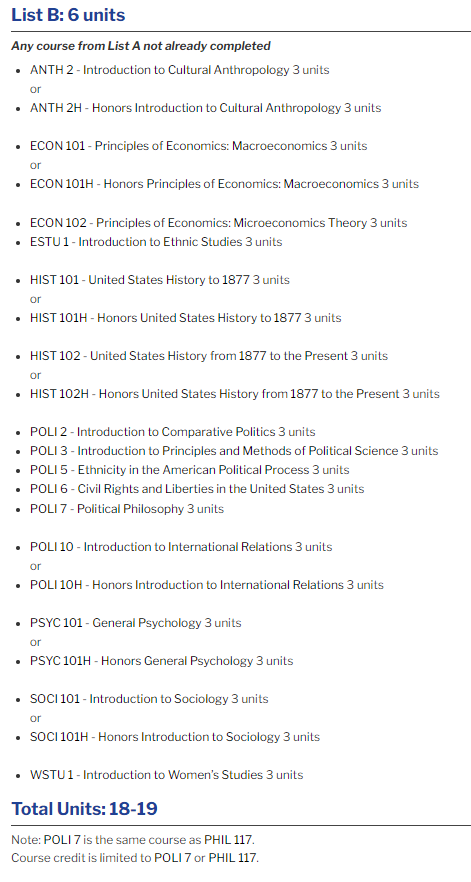 List B: 6 units
Any course from List A not already completed
• ANTH 2 - Introduction to Cultural Anthropology 3 units
or
• ANTH 2H - Honors Introduction to Cultural Anthropology 3 units
• ECON 101 - Principles of Economics: Macroeconomics 3 units
or
• ECON 101H - Honors Principles of Economics: Macroeconomics 3 units
• ECON 102 - Principles of Economics: Microeconomics Theory 3 units
• ESTU 1 - Introduction to Ethnic Studies 3 units
• HIST 101 - United States History to 1877 3 units
or
• HIST 101H - Honors United States History to 1877 3 units
• HIST 102 - United States History from 1877 to the Present 3 units
or
• HIST 102H - Honors United States History from 1877 to the Present 3 units
• POLI 2 - Introduction to Comparative Politics 3 units
• POLI 3 - Introduction to Principles and Methods of Political Science 3 units
• POLI 5 - Ethnicity in the American Political Process 3 units
• POLI 6 - Civil Rights and Liberties in the United States 3 units
• POLI 7 - Political Philosophy 3 units
• POLI 10 - Introduction to International Relations 3 units
or
• POLI 10H - Honors Introduction to International Relations 3 units
• PSYC 101 - General Psychology 3 units
or
• PSYC 101H - Honors General Psychology 3 units
• SOCI 101 - Introduction to Sociology 3 units
or
• SOCI 101H - Honors Introduction to Sociology 3 units
• WSTU 1 - Introduction to Women's Studies 3 units
Total Units: 18-19
Note: POLI 7 is the same course as PHIL 117.
Course credit is limited to POLI 7 or PHIL 117.